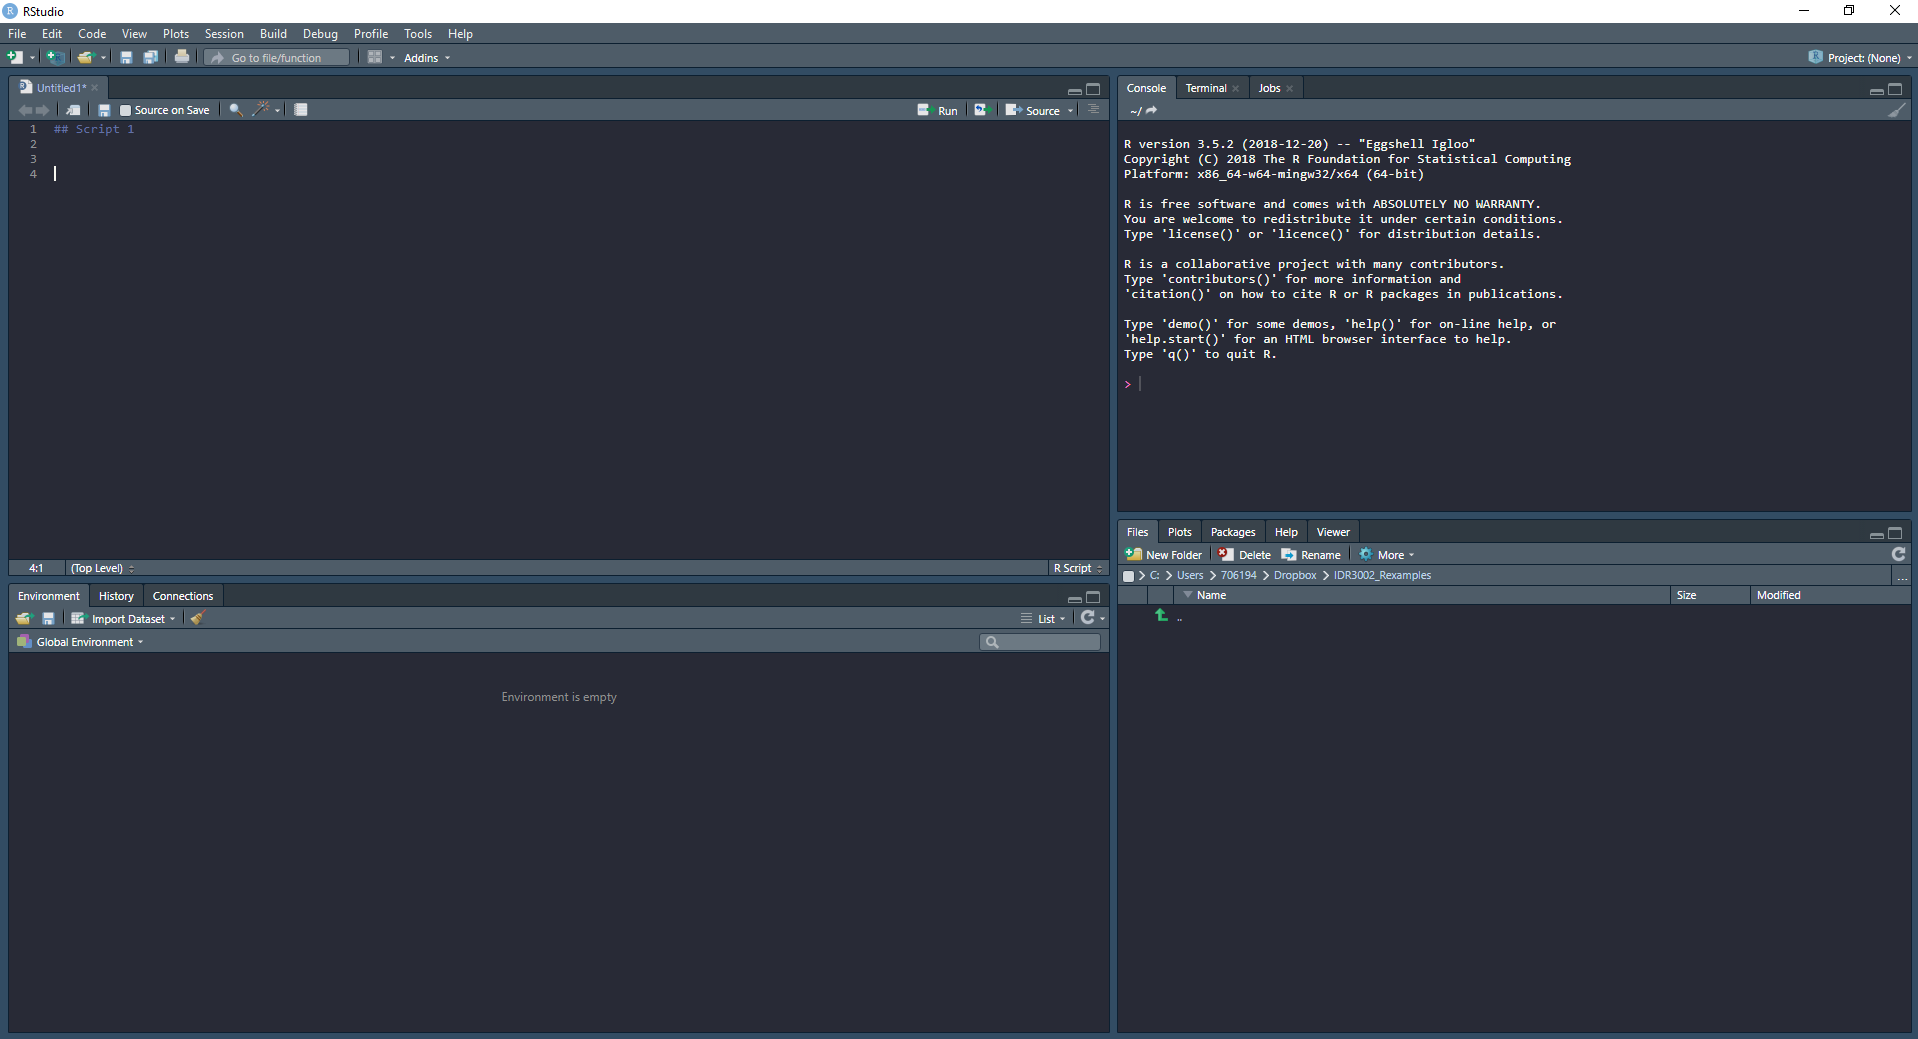 RStudio
File Edit Code View Plots Session Build Debug Profile Tools Help
Go to file/function Addins Project: (None)
Untitled1*
Source on Save Run Source
1 ## Script 1
2
3
4
4:1 (Top Level) R Script
Environment History Connections
Import Dataset List
Global Environment
Environment is empty
Console Terminal Jobs
~/
R version 3.5.2 (2018-12-20) -- "Eggshell Igloo"
Copyright (C) 2018 The R Foundation for Statistical Computing
Platform: x86_64-w64-mingw32/x64 (64-bit)
R is free software and comes with ABSOLUTELY NO WARRANTY.
You are welcome to redistribute it under certain conditions.
Type 'license()' or 'licence()' for distribution details.
R is a collaborative project with many contributors.
Type 'contributors()' for more information and
'citation()' on how to cite R or R packages in publications.
Type 'demo()' for some demos, 'help()' for on-line help, or
'help.start()' for an HTML browser interface to help.
Type 'q()' to quit R.
>
Files Plots Packages Help Viewer
New Folder Delete Rename More
C: > Users > 706194 > Dropbox > IDR3002_Rexamples ...
Name Size Modified
..